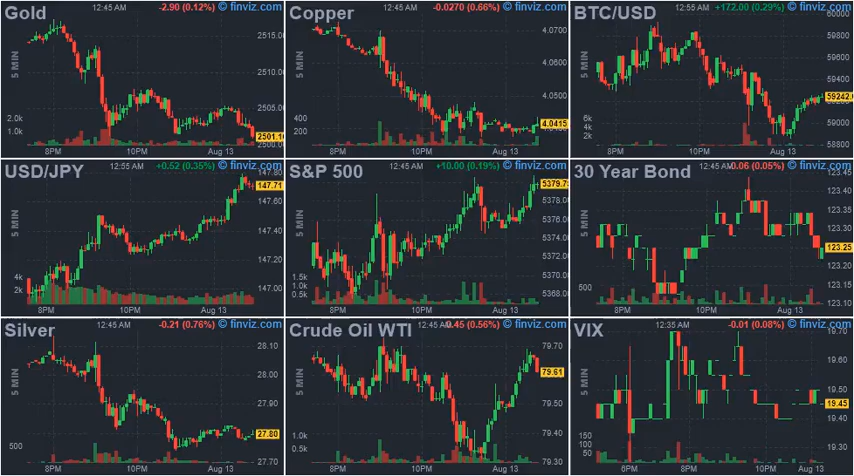 Gold 12:45 AM -2.90 (0.12%) © finviz.com
5 MIN
2515.00
2510.00
2505.00
2501.10
2500.00
2.0k
1.0k
8PM 10PM Aug 13
Copper 12:45 AM -0.0270 (0.66%) © finviz.com
5 MIN
4.0700
4.0600
4.0500
4.0415
400
200
8PM 10PM Aug 13
BTC/USD 12:55 AM +172.00 (0.29%) © finviz.com
5 MIN
60000
59800
59600
59400
59242.0
59000
58800
6k
4k
2k
8PM 10PM Aug 13
USD/JPY 12:55 AM +0.52 (0.35%) © finviz.com
5 MIN
147.80
147.71
147.60
147.40
147.20
147.00
4k
2k
8PM 10PM Aug 13
S&P 500 12:45 AM +10.00 (0.19%) © finviz.com
5 MIN
5379.75
5378.00
5376.00
5374.00
5372.00
5370.00
5368.00
1.5k
1.0k
0.5k
8PM 10PM Aug 13
30 Year Bond 12:45 AM -0.06 (0.05%) © finviz.com
5 MIN
123.45
123.40
123.35
123.30
123.25
123.20
123.15
123.10
500
8PM 10PM Aug 13
Silver 12:45 AM -0.21 (0.76%) © finviz.com
5 MIN
28.10
28.00
27.90
27.80
27.70
500
8PM 10PM Aug 13
Crude Oil WTI 12:45 AM -0.45 (0.56%) © finviz.com
5 MIN
79.70
79.61
79.50
79.40
79.30
1.0k
0.5k
8PM 10PM Aug 13
VIX 12:35 AM -0.01 (0.08%) © finviz.com
5 MIN
19.70
19.60
19.50
19.45
19.40
19.30
150
100
50
6PM 8PM 10PM Aug 13